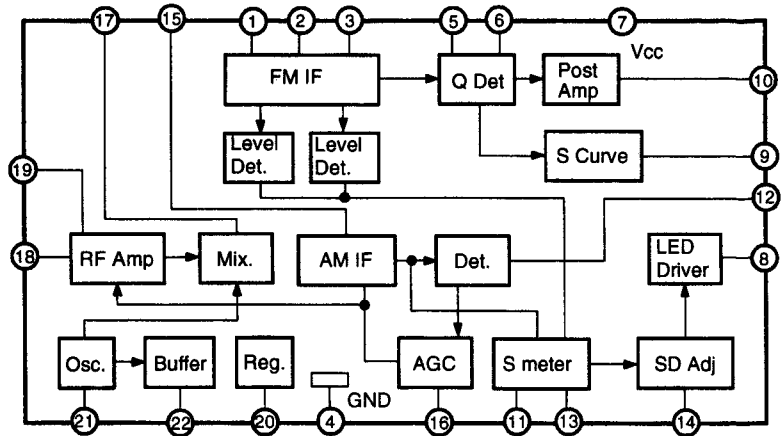 17 15 1 2 3 5 6 7
Vcc
FM IF
Q Det
Post
Amp
10
Level
Det.
Level
Det.
S Curve
9
19
12
18
RF Amp
Mix.
AM IF
Det.
LED
Driver
8
Osc.
Buffer
Reg.
AGC
S meter
SD Adj
GND
21 22 20 4 16 11 13 14